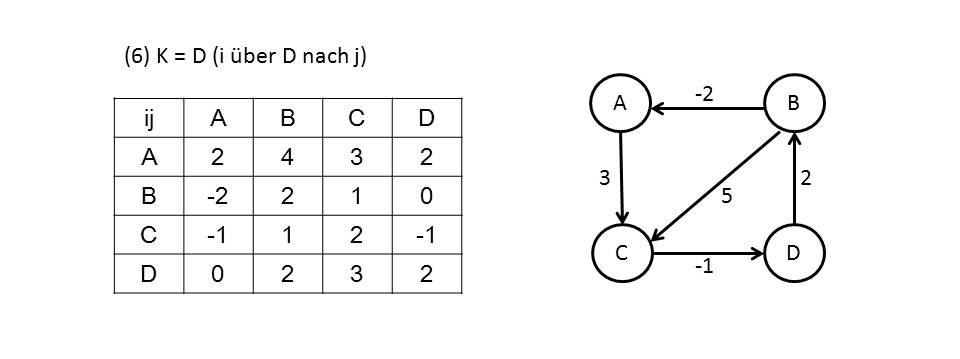 (6) K = D (i über D nach j)
ij A B C D
A 2 4 3 2
B -2 2 1 0
C -1 1 2 -1
D 0 2 3 2
A -2 B
3 5 2
C -1 D